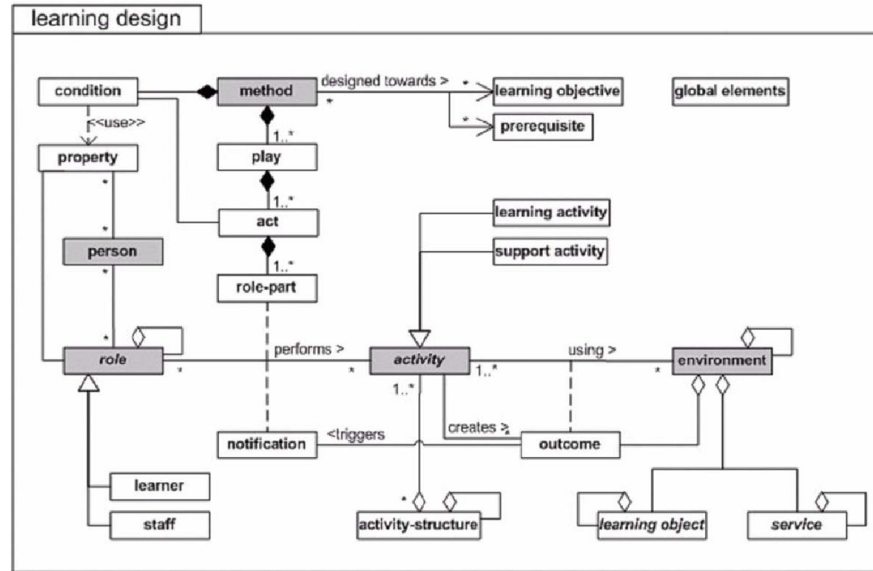 learning design
condition
method
designed towards >
*
*
learning objective
global elements
<<use>>
*
prerequisite
1..*
property
play
*
1..*
*
act
learning activity
person
support activity
*
1..*
role-part
*
role
performs >
activity
using >
environment
*
*
1..*
*
1..*
notification
<triggers
creates >
*
outcome
learner
*
staff
activity-structure
learning object
service